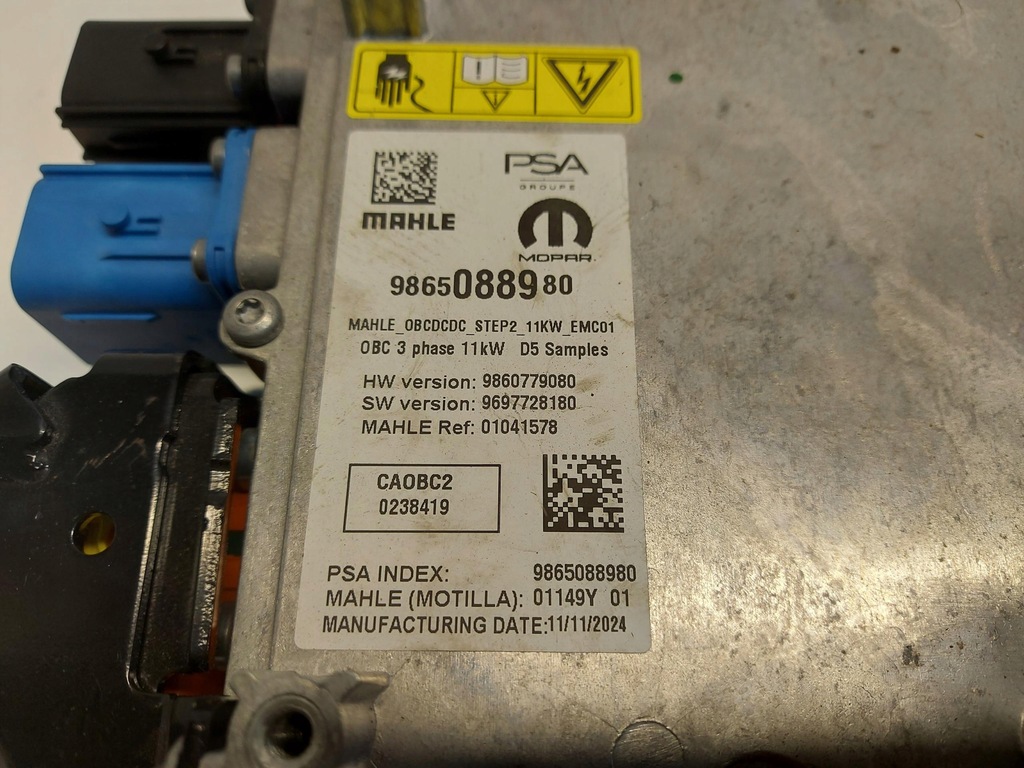 PSA
GROUPE
MAHLE
MOPAR.
9865088980
MAHLE_OBCDCDC_STEP2_11KW_EMC01
OBC 3 phase 11kW D5 Samples
HW version: 9860779080
SW version: 9697728180
MAHLE Ref: 01041578
CAOBC2
0238419
PSA INDEX: 9865088980
MAHLE (MOTILLA): 01149Y 01
MANUFACTURING DATE:11/11/2024